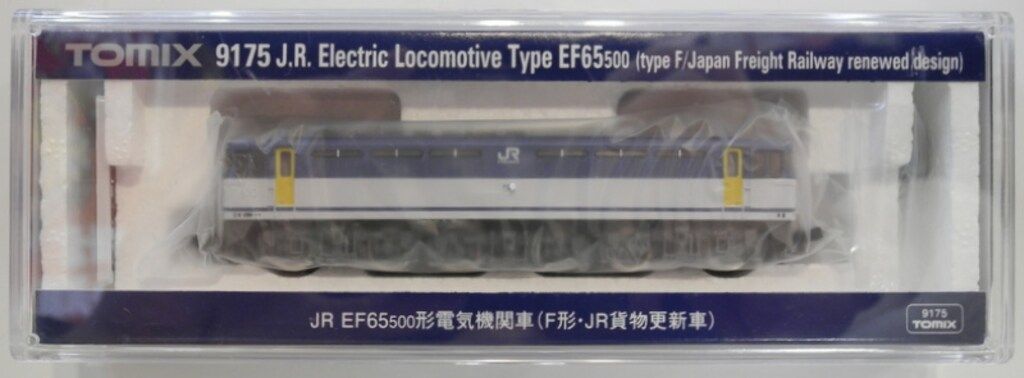 TOMIX 9175 J.R. Electric Locomotive Type EF65500 (type F/Japan Freight Railway renewed design)
JR
JR EF65500形電気機関車(F形・JR貨物更新車)
9175
TOMIX